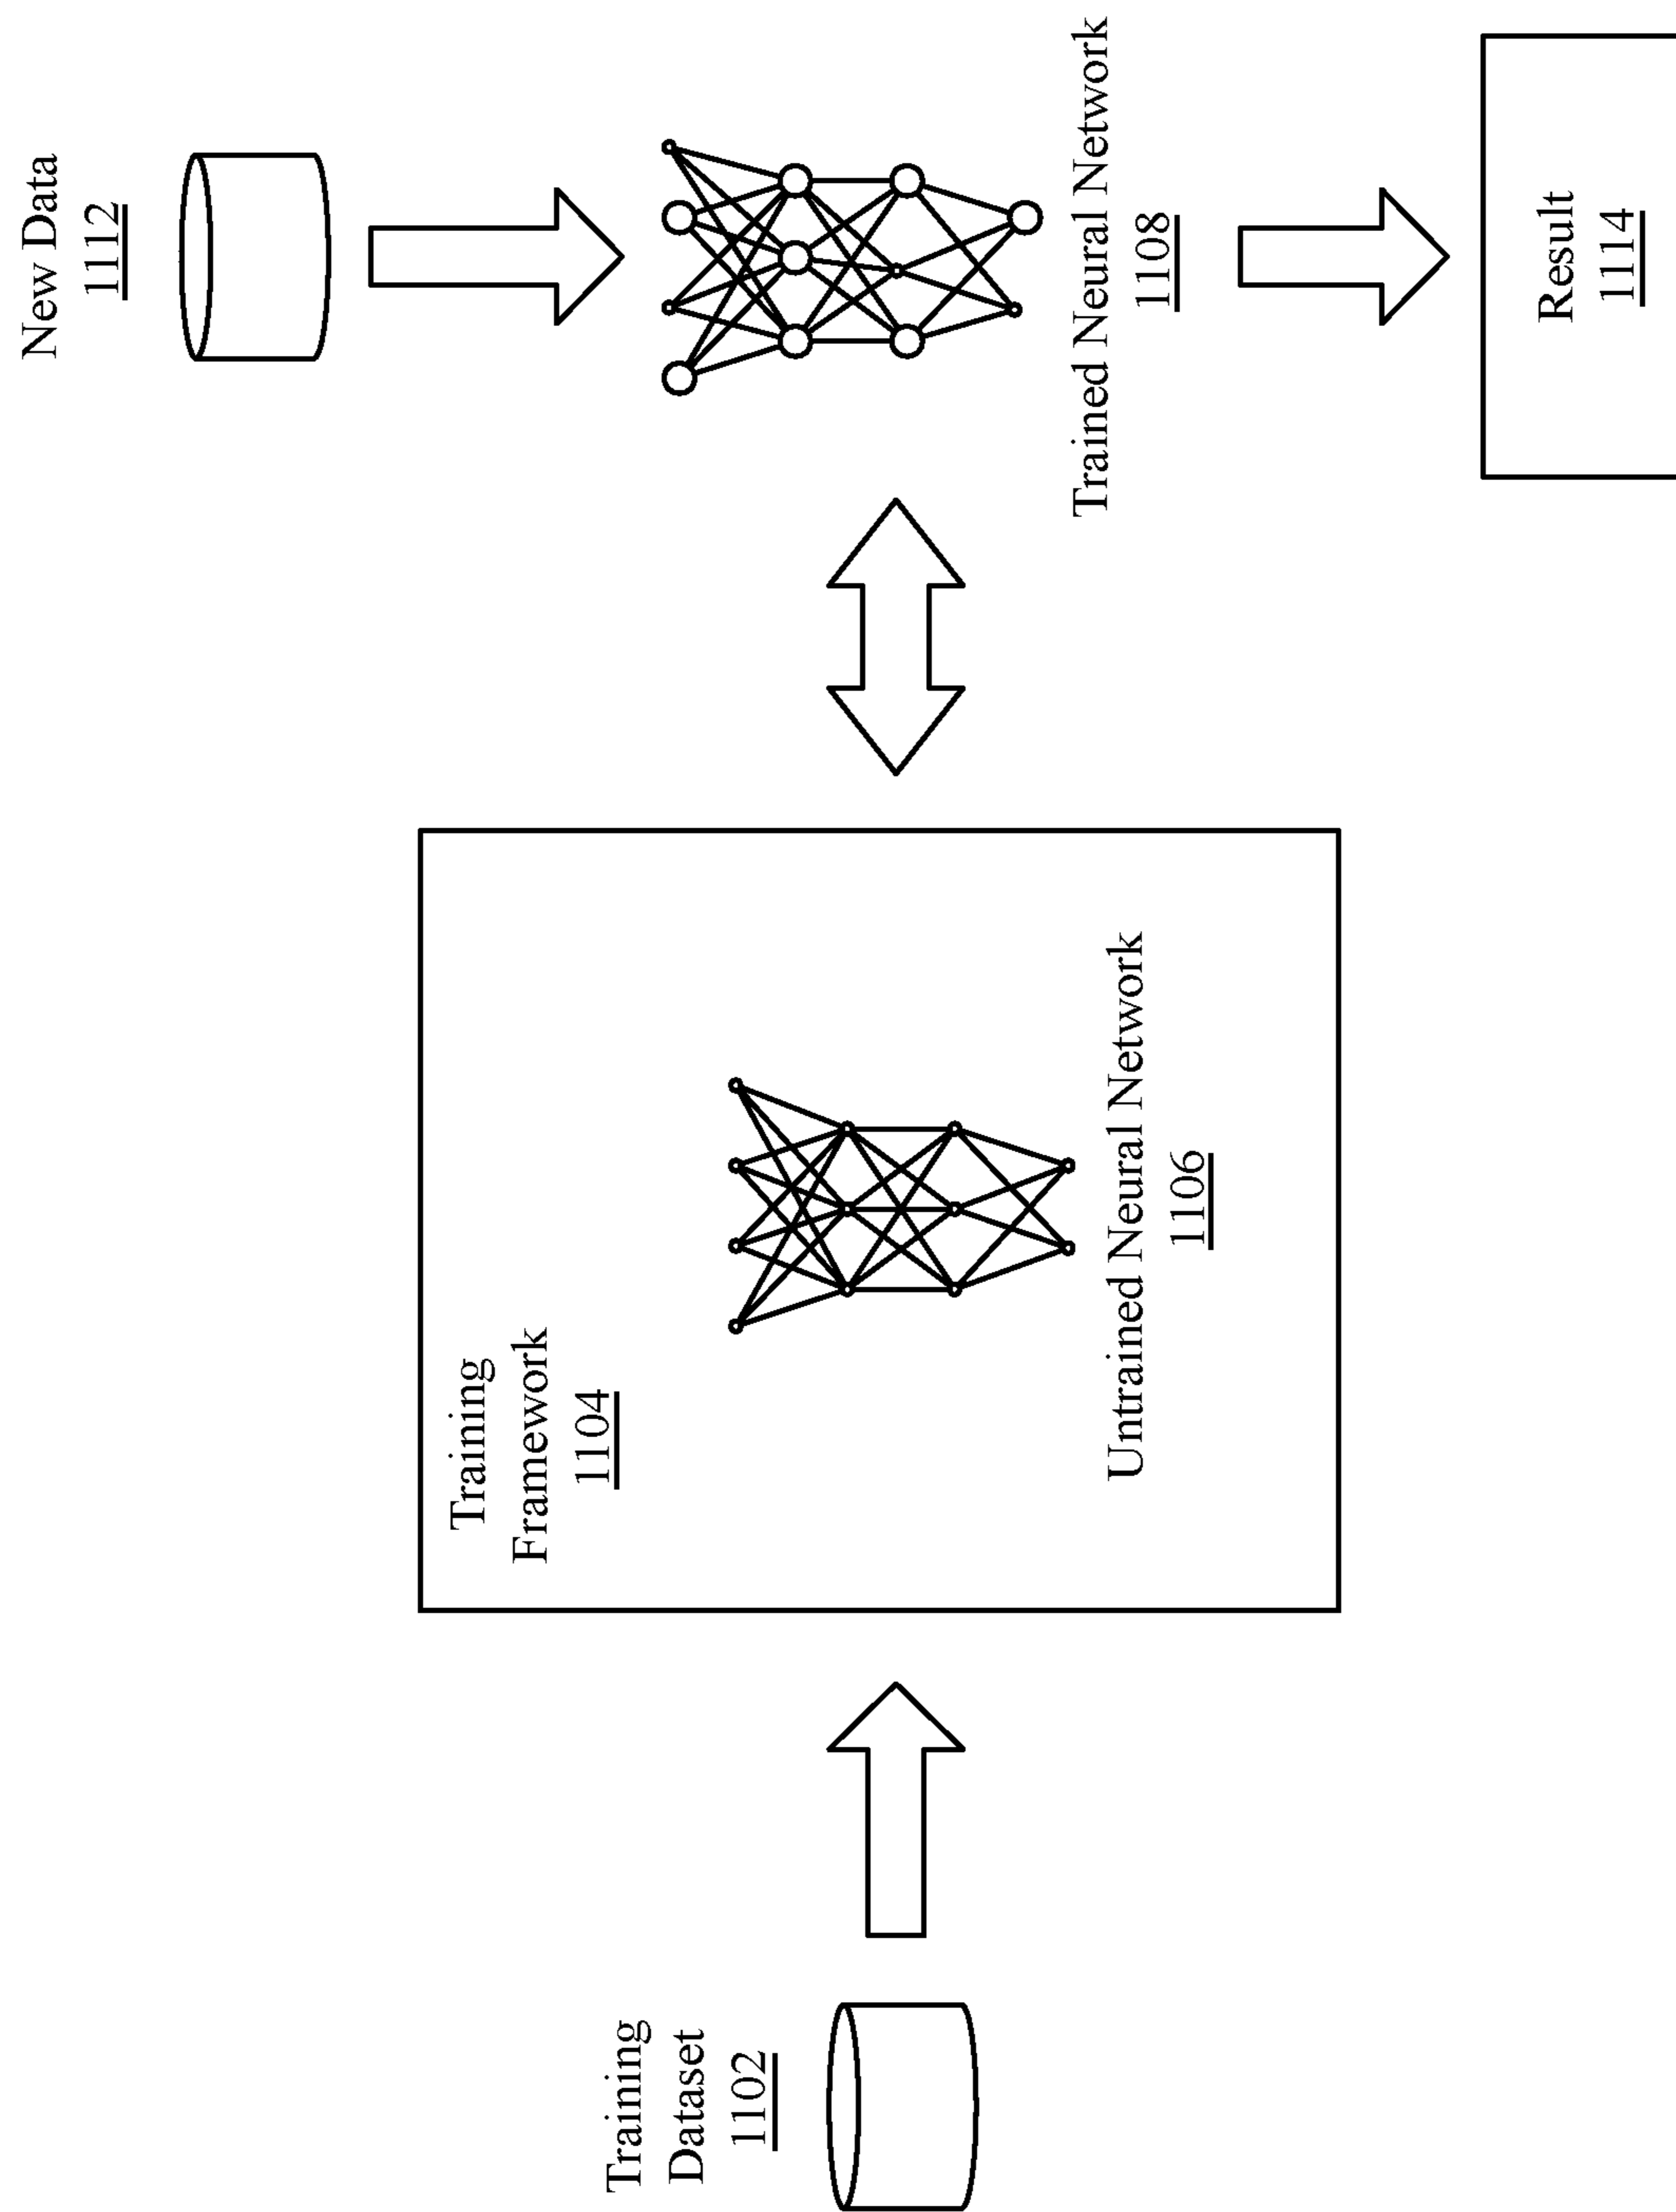 Training
Dataset
1102
Training
Framework
1104
Untrained Neural Network
1106
New Data
1112
Trained Neural Network
1108
Result
1114